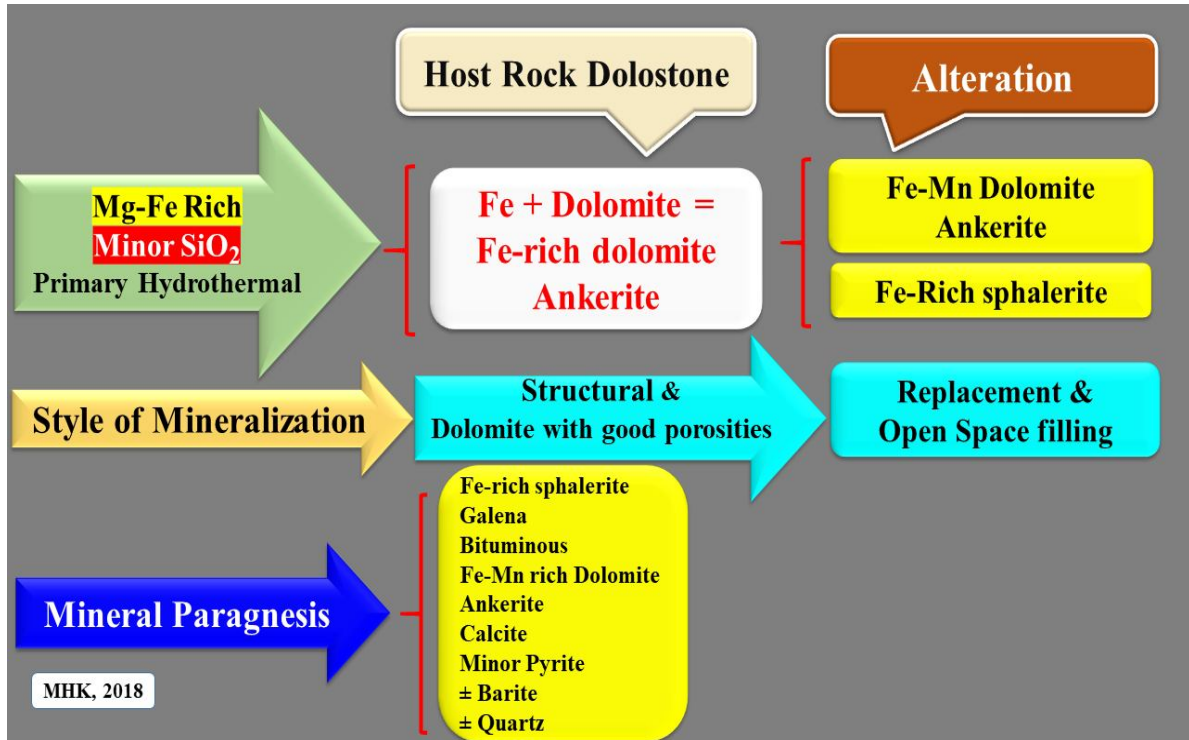 Host Rock Dolostone
Alteration
Mg-Fe Rich
Minor SiO₂
Primary Hydrothermal
Fe + Dolomite =
Fe-rich dolomite
Ankerite
Fe-Mn Dolomite
Ankerite
Fe-Rich sphalerite
Style of Mineralization
Structural &
Dolomite with good porosities
Replacement &
Open Space filling
Mineral Paragnesis
Fe-rich sphalerite
Galena
Bituminous
Fe-Mn rich Dolomite
Ankerite
Calcite
Minor Pyrite
± Barite
± Quartz
MHK, 2018